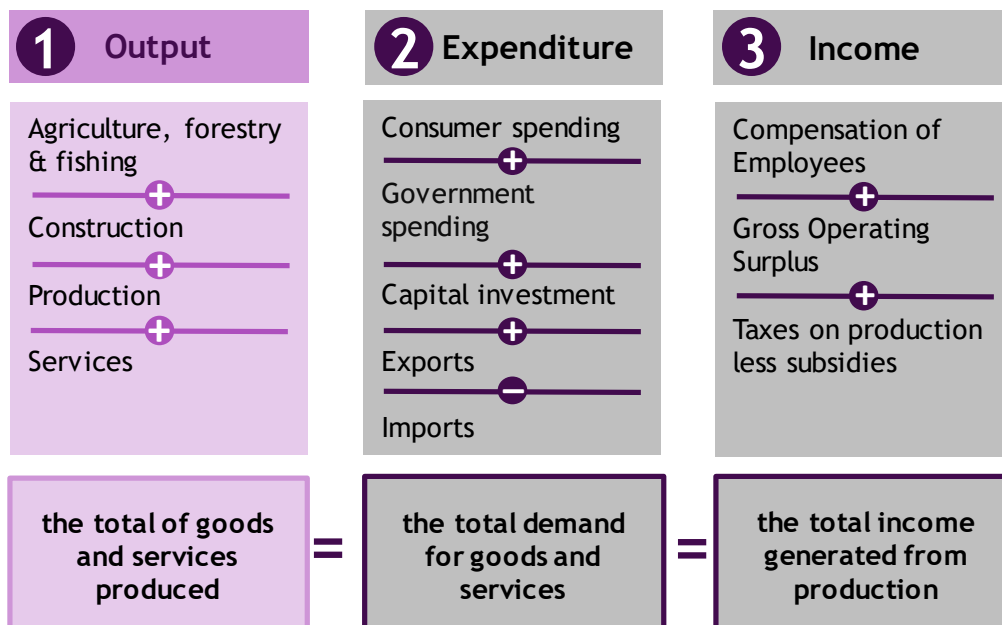 1 Output
Agriculture, forestry
& fishing
+
Construction
+
Production
+
Services
the total of goods
and services
produced
=
2 Expenditure
Consumer spending
+
Government
spending
+
Capital investment
+
Exports
−
Imports
the total demand
for goods and
services
=
3 Income
Compensation of
Employees
+
Gross Operating
Surplus
+
Taxes on production
less subsidies
the total income
generated from
production